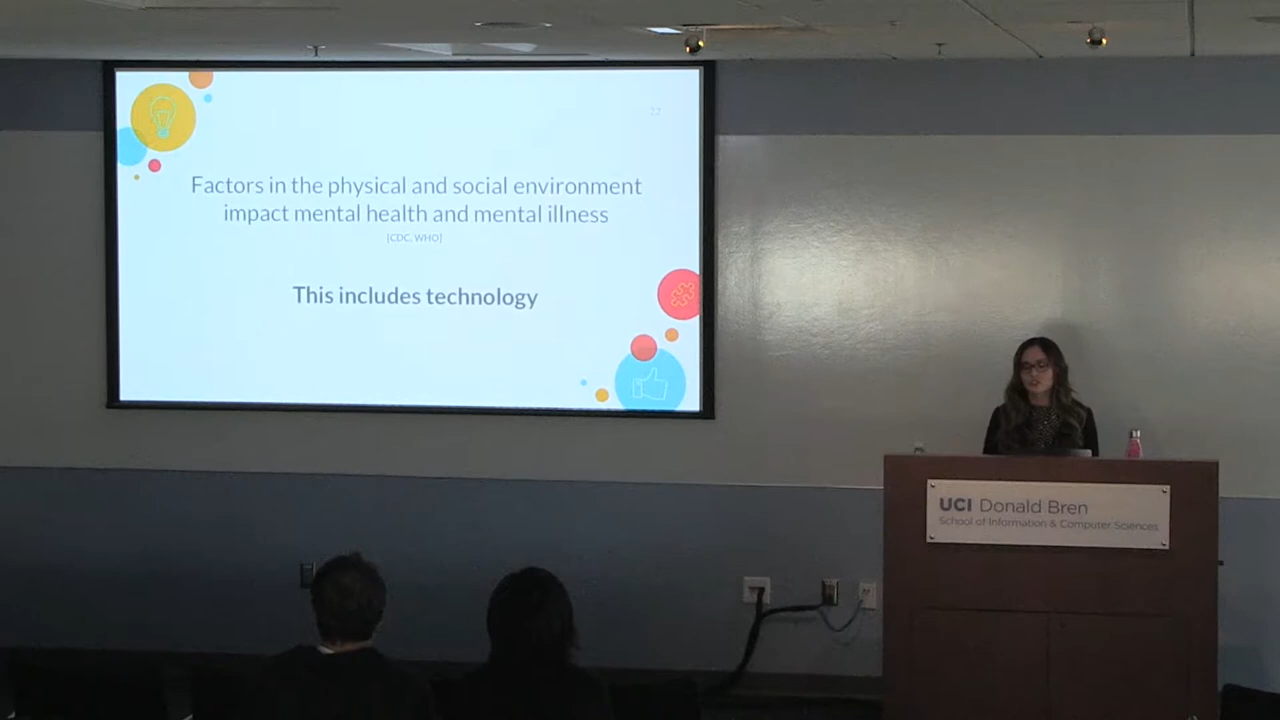 22
Factors in the physical and social environment
impact mental health and mental illness
[CDC, WHO]
This includes technology
UCI Donald Bren
School of Information & Computer Sciences